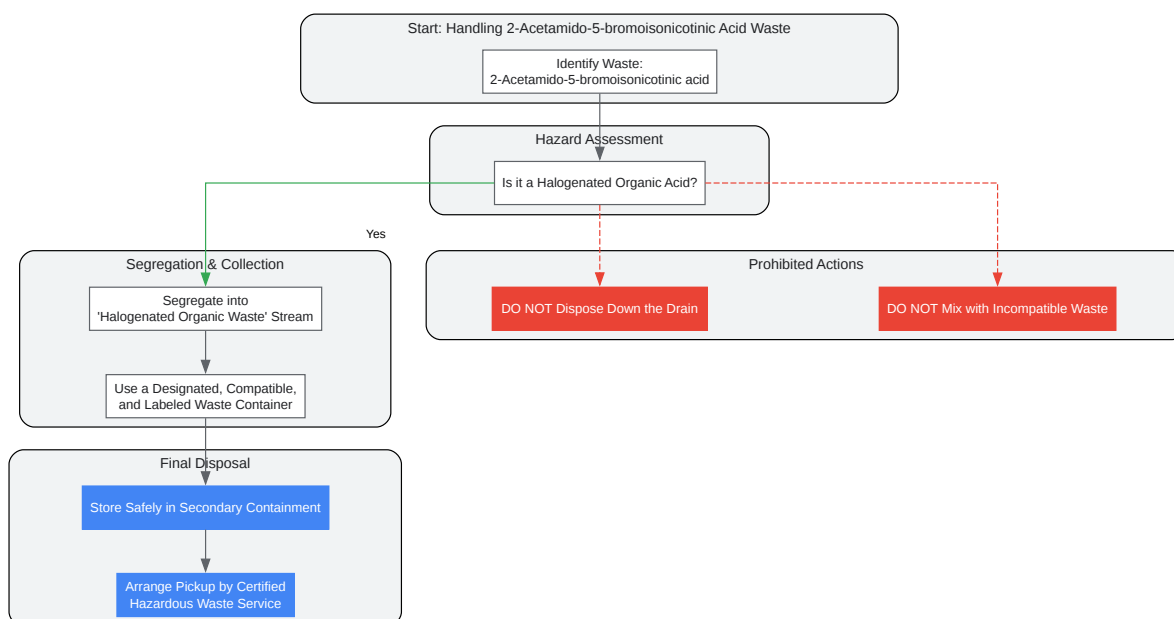 Start: Handling 2-Acetamido-5-bromoisonicotinic Acid Waste
Identify Waste:
2-Acetamido-5-bromoisonicotinic acid
Hazard Assessment
Is it a Halogenated Organic Acid?
Yes
Segregation & Collection
Segregate into
'Halogenated Organic Waste' Stream
Use a Designated, Compatible,
and Labeled Waste Container
Prohibited Actions
DO NOT Dispose Down the Drain
DO NOT Mix with Incompatible Waste
Final Disposal
Store Safely in Secondary Containment
Arrange Pickup by Certified
Hazardous Waste Service